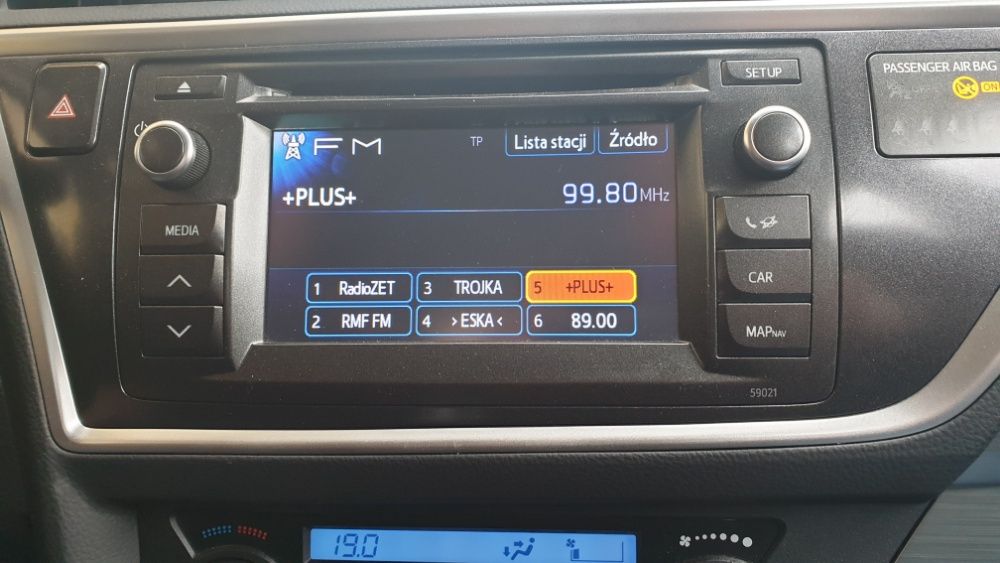 SETUP
PASSENGER AIR BAG
ON
FM TP Lista stacji Źródło
+PLUS+ 99.80MHz
MEDIA
CAR
1 RadioZET 3 TROJKA 5 +PLUS+
2 RMF FM 4 >ESKA< 6 89.00
MAPNAV
59021
19.0